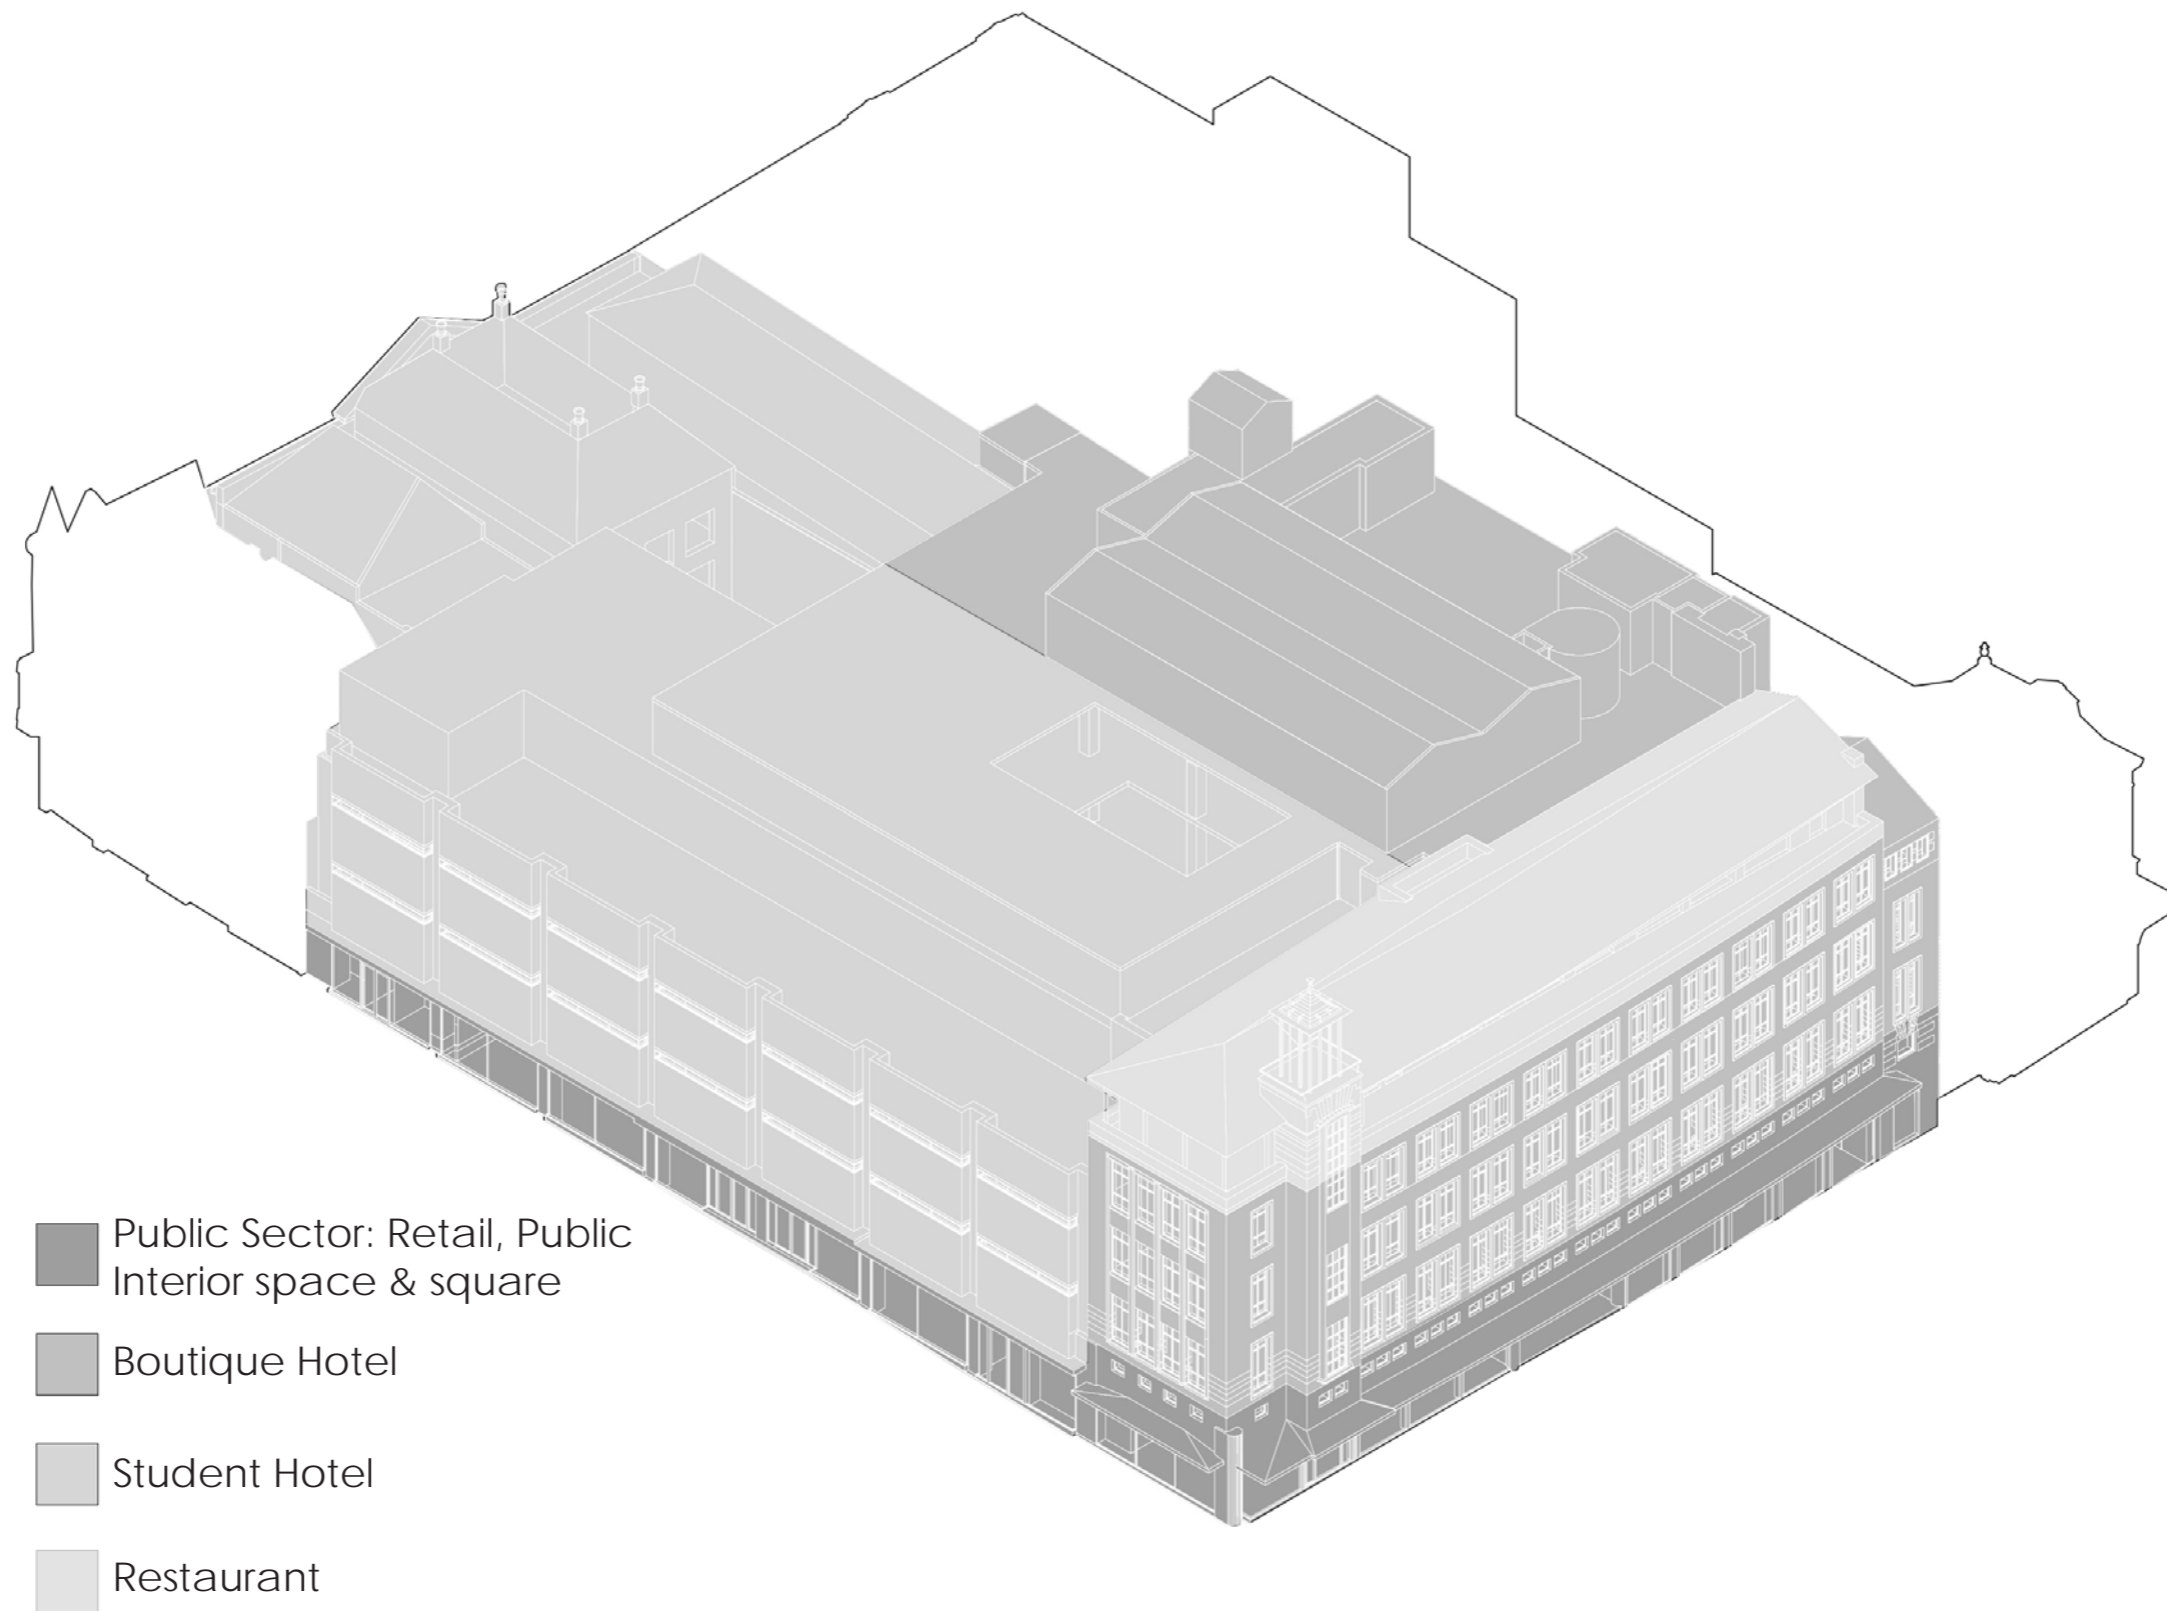 Public Sector: Retail, Public
Interior space & square
Boutique Hotel
Student Hotel
Restaurant